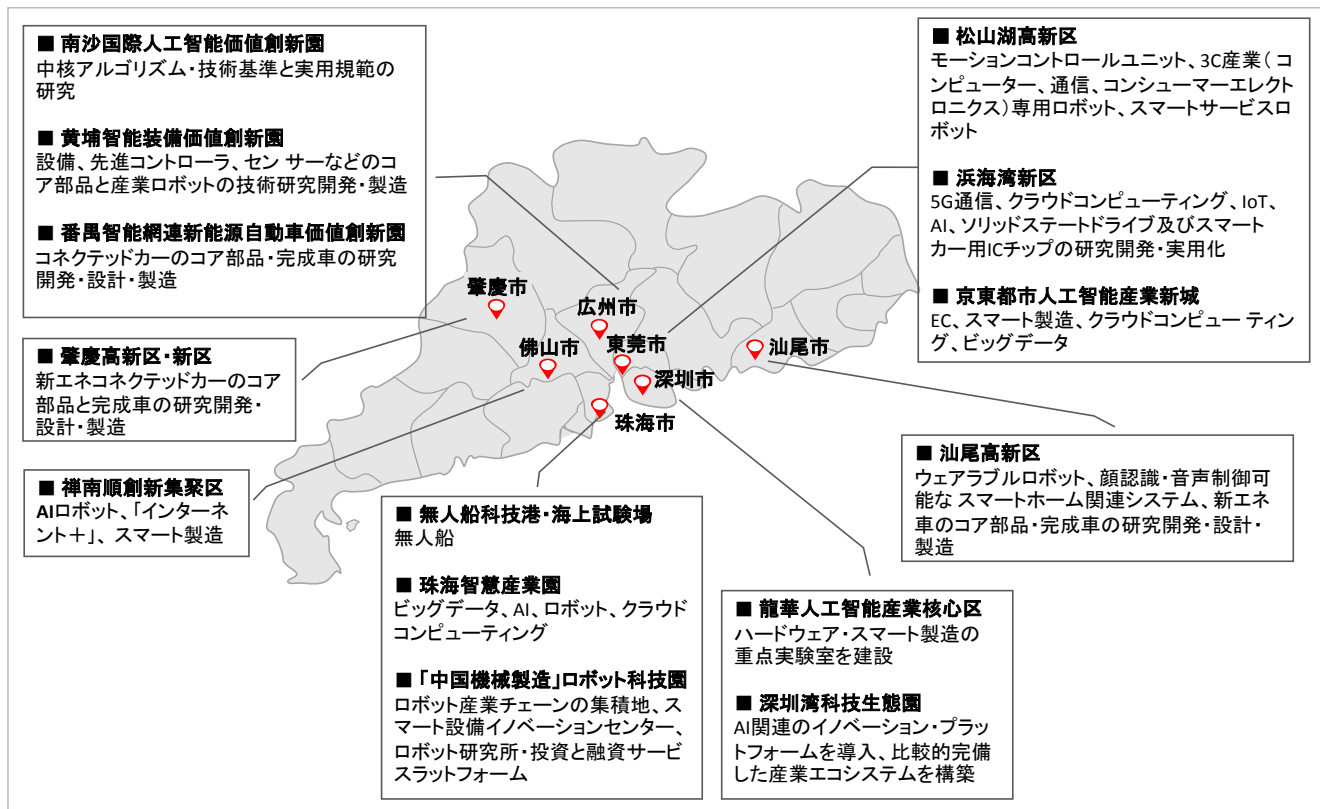 ■ 南沙国際人工智能価値創新園
中核アルゴリズム・技術基準と実用規範の
研究
■ 黄埔智能装備価値創新園
設備、先進コントローラ、セン サーなどのコ
ア部品と産業ロボットの技術研究開発・製造
■ 番禺智能網連新能源自動車価値創新園
コネクテッドカーのコア部品・完成車の研究
開発・設計・製造
■ 松山湖高新区
モーションコントロールユニット、3C産業(コ
ンピューター、通信、コンシューマーエレクト
ロニクス)専用ロボット、スマートサービスロ
ボット
■ 浜海湾新区
5G通信、クラウドコンピューティング、IoT、
AI、ソリッドステートドライブ及びスマート
カー用ICチップの研究開発・実用化
■ 京東都市人工智能産業新城
EC、スマート製造、クラウドコンピュー ティン
グ、ビッグデータ
肇慶市
広州市
佛山市
東莞市
深圳市
汕尾市
珠海市
■ 肇慶高新区・新区
新エネコネクテッドカーのコア
部品と完成車の研究開発・
設計・製造
■ 禅南順創新集聚区
AIロボット、「インターネ
ント+」、 スマート製造
■ 無人船科技港・海上試験場
無人船
■ 珠海智慧産業園
ビッグデータ、AI、ロボット、クラウド
コンピューティング
■ 「中国機械製造」ロボット科技園
ロボット産業チェーンの集積地、ス
マート設備イノベーションセンター、
ロボット研究所・投資と融資サービ
スラットフォーム
■ 汕尾高新区
ウェアラブルロボット、顔認識・音声制御可
能な スマートホーム関連システム、新エネ
車のコア部品・完成車の研究開発・設計・
製造
■ 龍華人工智能産業核心区
ハードウェア・スマート製造の
重点実験室を建設
■ 深圳湾科技生態園
AI関連のイノベーション・プラッ
トフォームを導入、比較的完備
した産業エコシステムを構築